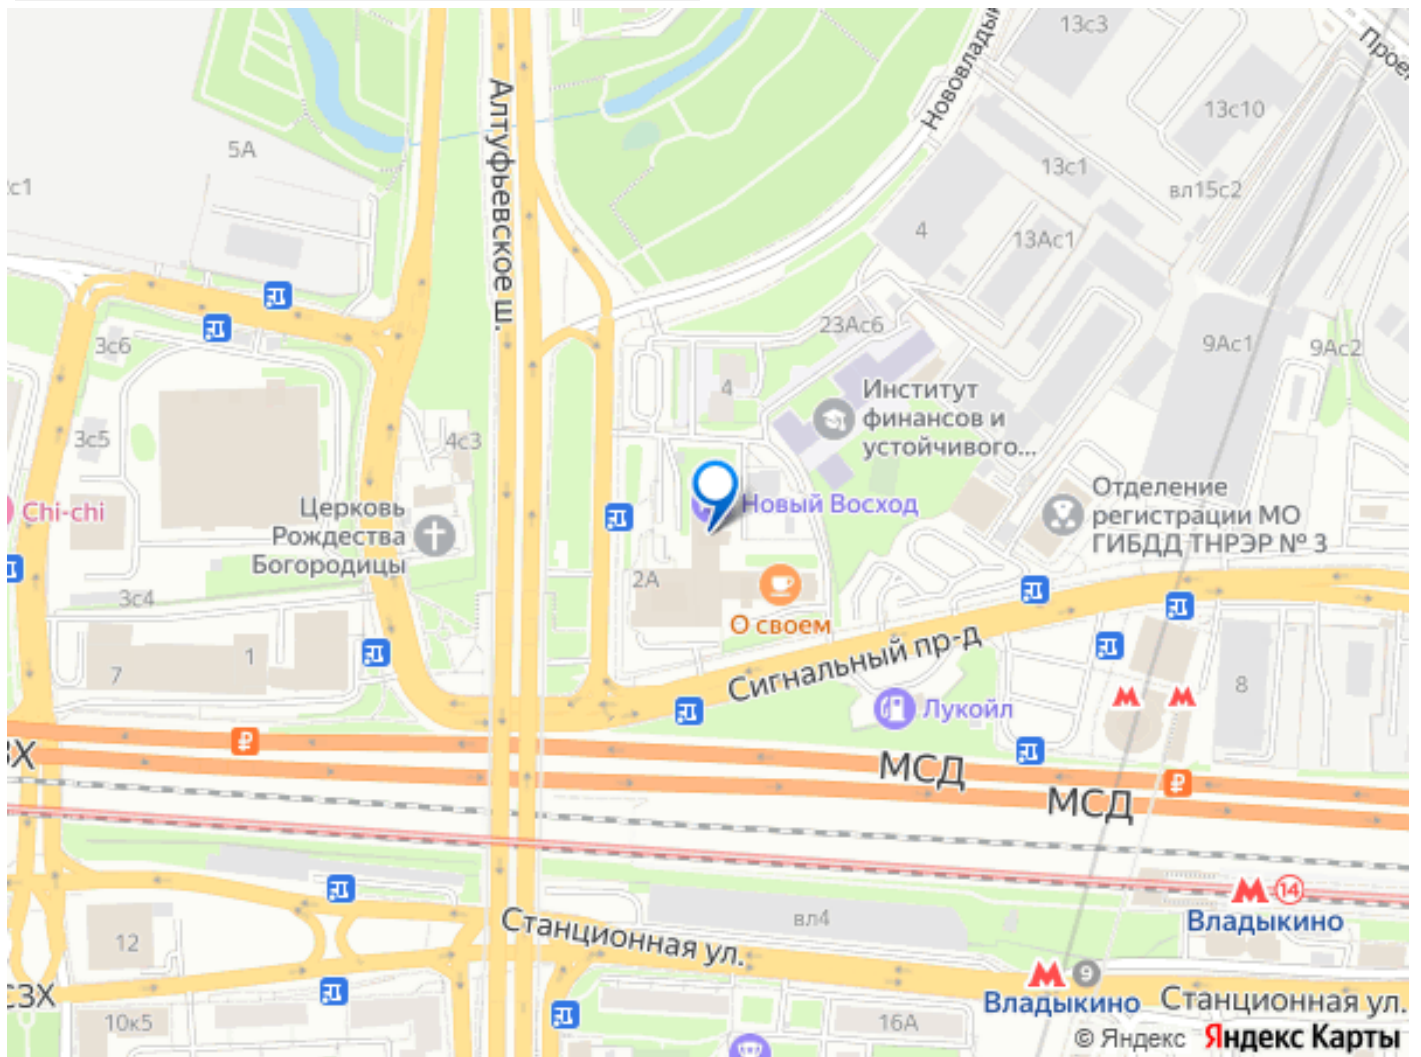 13с3
Проез
Нововладык
13с10
Алтуфьевское ш.
5А
13с1
2с1
вл15с2
4
13Ас1
23Ас6
3с6
9Ас1
9Ас2
4
Институт
финансов и
устойчивого...
3с5
4с3
Chi-chi
Церковь
Рождества
Богородицы
Новый Восход
Отделение
регистрации МО
ГИБДД ТНРЭР № 3
2А
3с4
О своем
Сигнальный пр-д
1
7
8
Лукойл
ЗХ
МСД
МСД
14
Владыкино
вл4
Станционная ул.
12
9
Владыкино
Станционная ул.
СЗХ
10к5
16А
© Яндекс Яндекс Карты